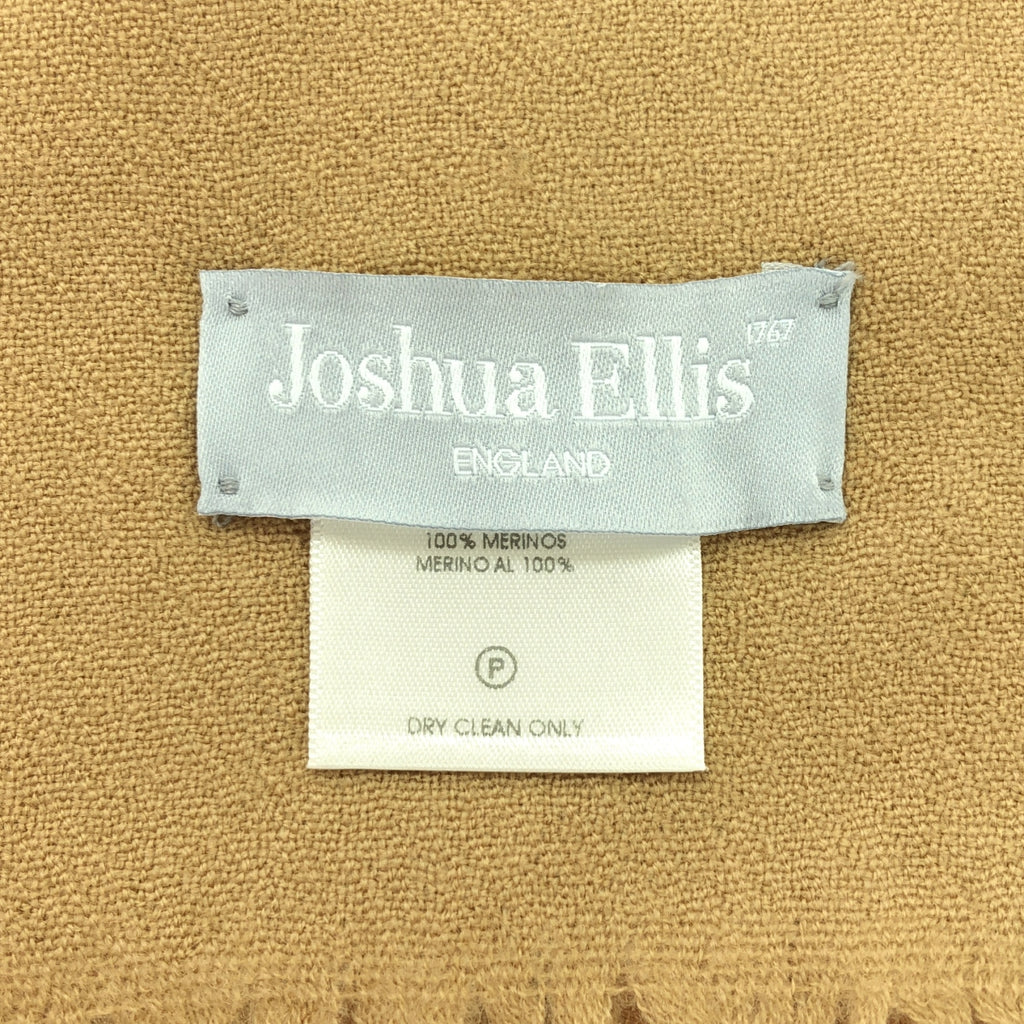 Joshua Ellis 1767
ENGLAND
100% MERINOS
MERINO AL 100%
P
DRY CLEAN ONLY